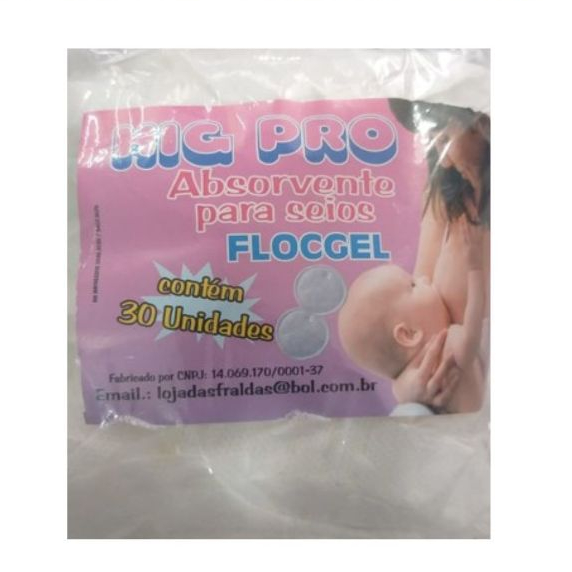 HIG PRO
Absorvente
para seios
FLOCGEL
contém
30 Unidades
Fabricado por CNPJ: 14.069.170/0001-37
Email.: lojadasfraldas@bol.com.br